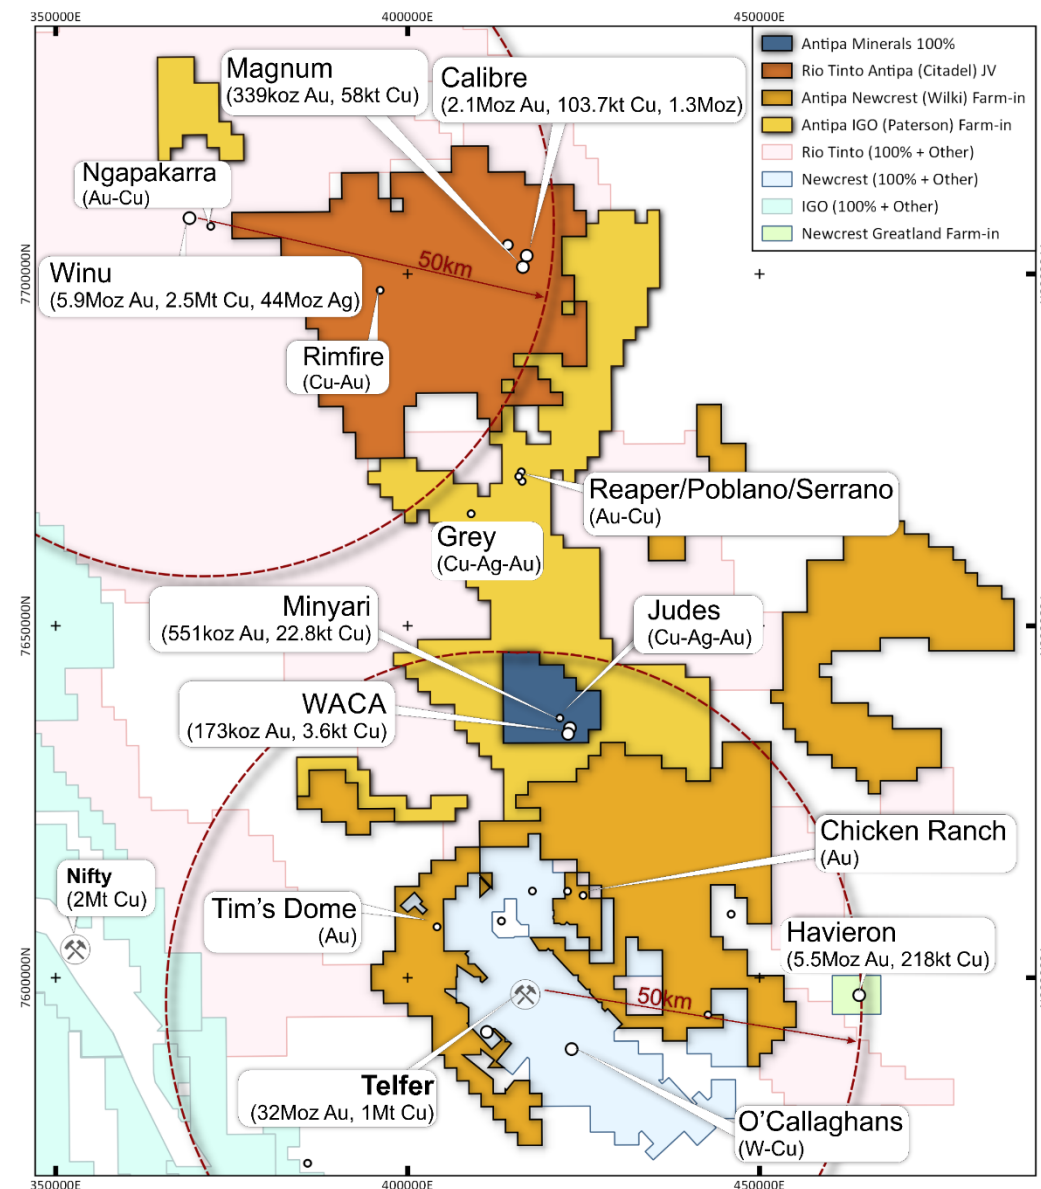 350000E
400000E
450000E
Antipa Minerals 100%
Rio Tinto Antipa (Citadel) JV
Antipa Newcrest (Wilki) Farm-in
Antipa IGO (Paterson) Farm-in
Rio Tinto (100% + Other)
Newcrest (100% + Other)
IGO (100% + Other)
Newcrest Greatland Farm-in
Magnum
(339koz Au, 58kt Cu)
Calibre
(2.1Moz Au, 103.7kt Cu, 1.3Moz)
Ngapakarra
(Au-Cu)
Winu
(5.9Moz Au, 2.5Mt Cu, 44Moz Ag)
50km
7700000N
Rimfire
(Cu-Au)
Reaper/Poblano/Serrano
(Au-Cu)
Grey
(Cu-Ag-Au)
Minyari
(551koz Au, 22.8kt Cu)
Judes
(Cu-Ag-Au)
7650000N
WACA
(173koz Au, 3.6kt Cu)
Chicken Ranch
(Au)
Nifty
(2Mt Cu)
Tim's Dome
(Au)
Havieron
(5.5Moz Au, 218kt Cu)
7600000N
50km
Telfer
(32Moz Au, 1Mt Cu)
O'Callaghans
(W-Cu)
350000E
400000E
450000E